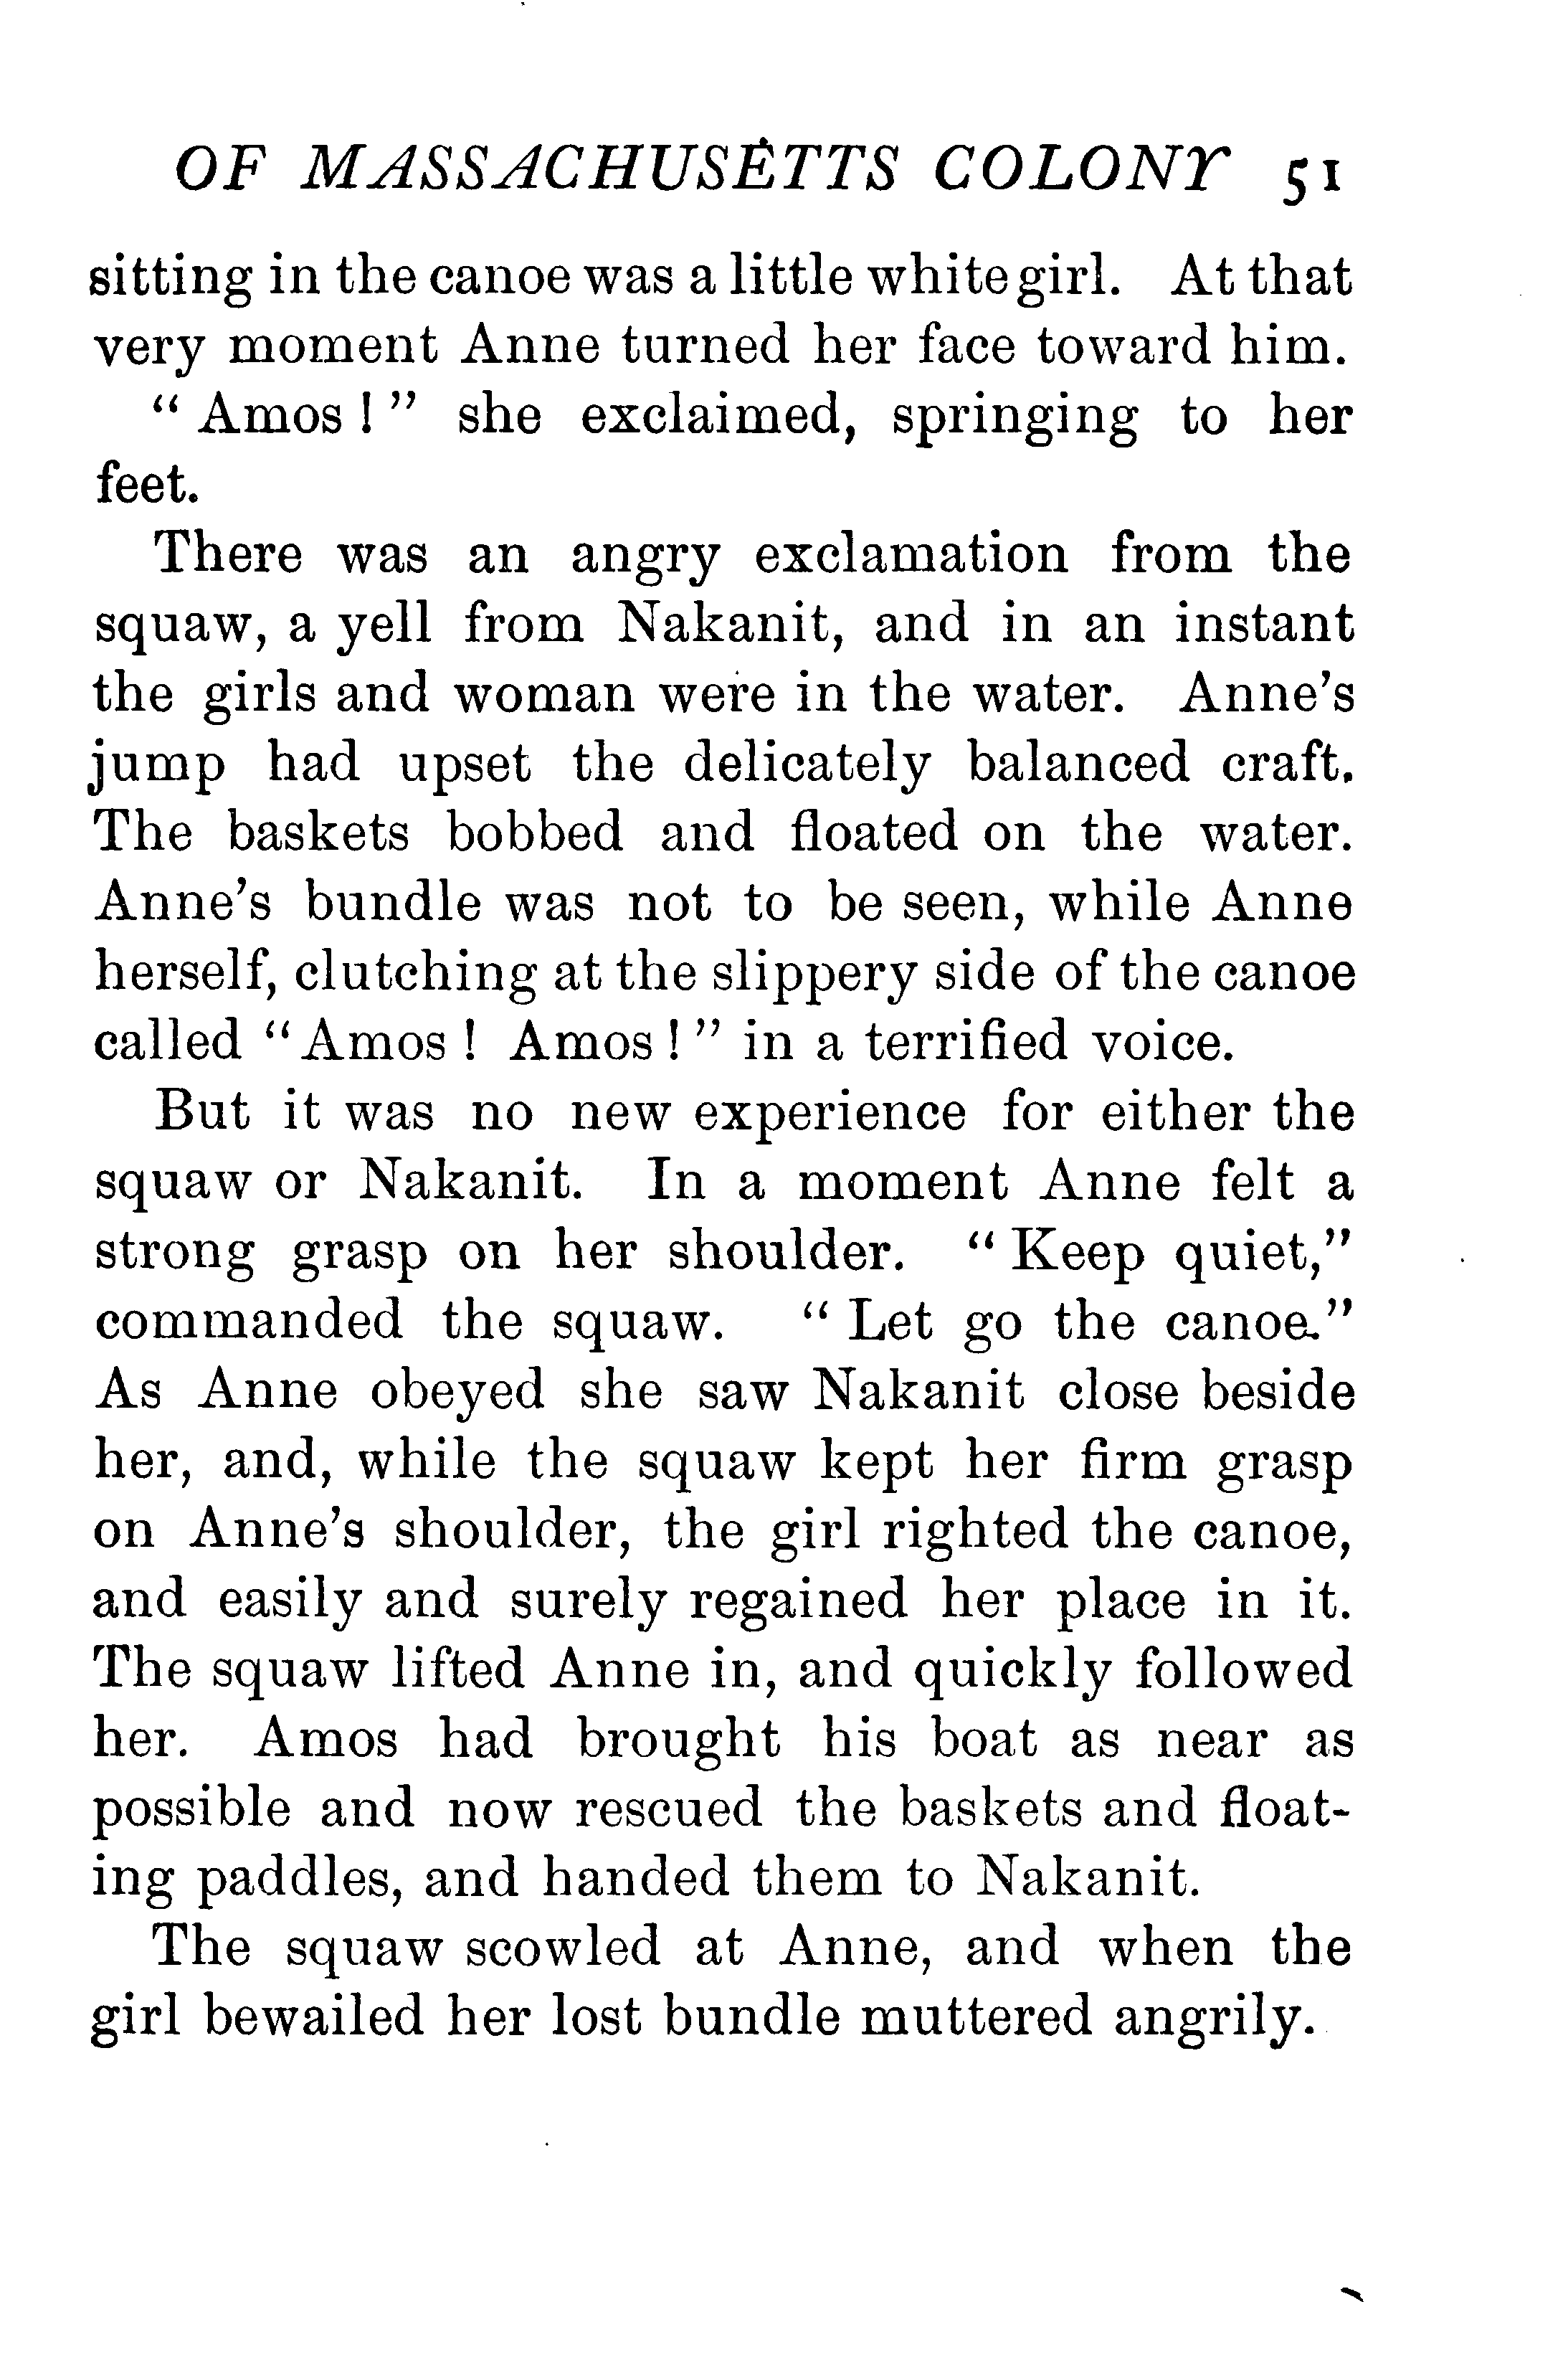 OF MASSACHUSETTS COLONY 51
sitting in the canoe was a little white girl. At that
very moment Anne turned her face toward him.
“Amos!” she exclaimed, springing to her
feet.
There was an angry exclamation from the
squaw, a yell from Nakanit, and in an instant
the girls and woman were in the water. Anne’s
jump had upset the delicately balanced craft.
The baskets bobbed and floated on the water.
Anne’s bundle was not to be seen, while Anne
herself, clutching at the slippery side of the canoe
called “Amos! Amos!” in a terrified voice.
But it was no new experience for either the
squaw or Nakanit. In a moment Anne felt a
strong grasp on her shoulder. “Keep quiet,”
commanded the squaw. “Let go the canoe.”
As Anne obeyed she saw Nakanit close beside
her, and, while the squaw kept her firm grasp
on Anne’s shoulder, the girl righted the canoe,
and easily and surely regained her place in it.
The squaw lifted Anne in, and quickly followed
her. Amos had brought his boat as near as
possible and now rescued the baskets and float-
ing paddles, and handed them to Nakanit.
The squaw scowled at Anne, and when the
girl bewailed her lost bundle muttered angrily.